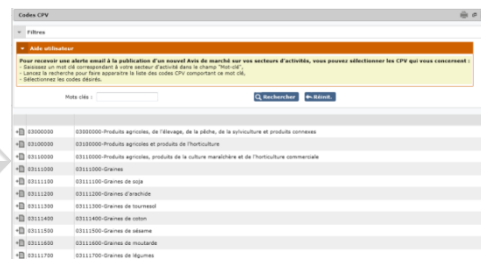 Codes CPV
Filtres
Aide utilisateur
Pour recevoir une alerte email à la publication d'un nouvel Avis de marché sur vos secteurs d'activités, vous pouvez sélectionner les CPV qui vous concernent :
- Saisissez un mot clé correspondant à votre secteur d'activité dans le champ "Mot-clé",
- Lancez la recherche pour faire apparaitre la liste des codes CPV comportant ce mot clé,
- Sélectionnez les codes désirés.
Mots clés : Rechercher Réinit.
03000000 03000000-Produits agricoles, de l'élevage, de la pêche, de la sylviculture et produits connexes
03100000 03100000-Produits agricoles et produits de l'horticulture
03110000 03110000-Produits agricoles, produits de la culture maraîchère et de l'horticulture commerciale
03111000 03111000-Graines
03111100 03111100-Graines de soja
03111200 03111200-Graines d'arachide
03111300 03111300-Graines de tournesol
03111400 03111400-Graines de coton
03111500 03111500-Graines de sésame
03111600 03111600-Graines de moutarde
03111700 03111700-Graines de légumes